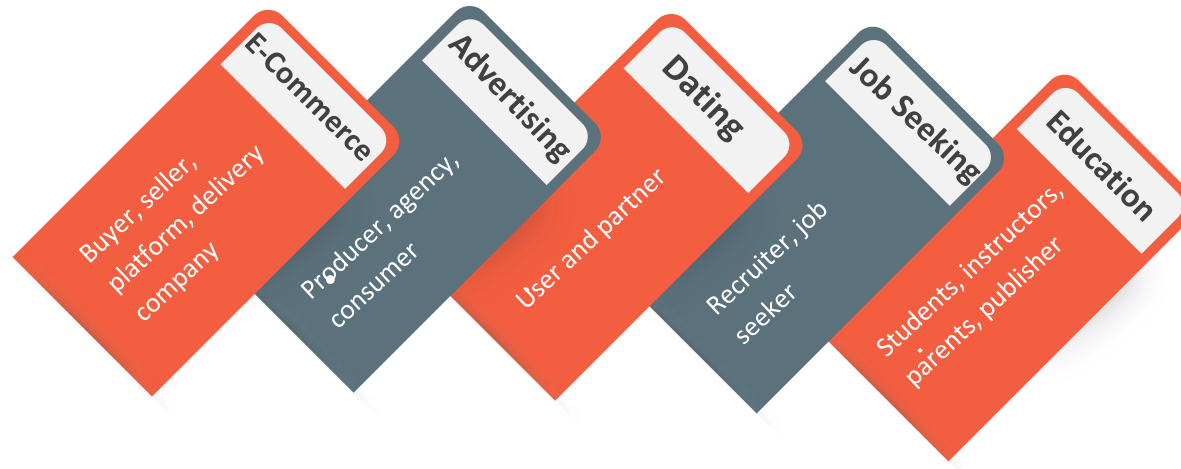 E-Commerce
Buyer, seller,
platform, delivery
company
Advertising
Producer, agency,
consumer
Dating
User and partner
Job Seeking
Recruiter, job
seeker
Education
Students, instructors,
parents, publisher